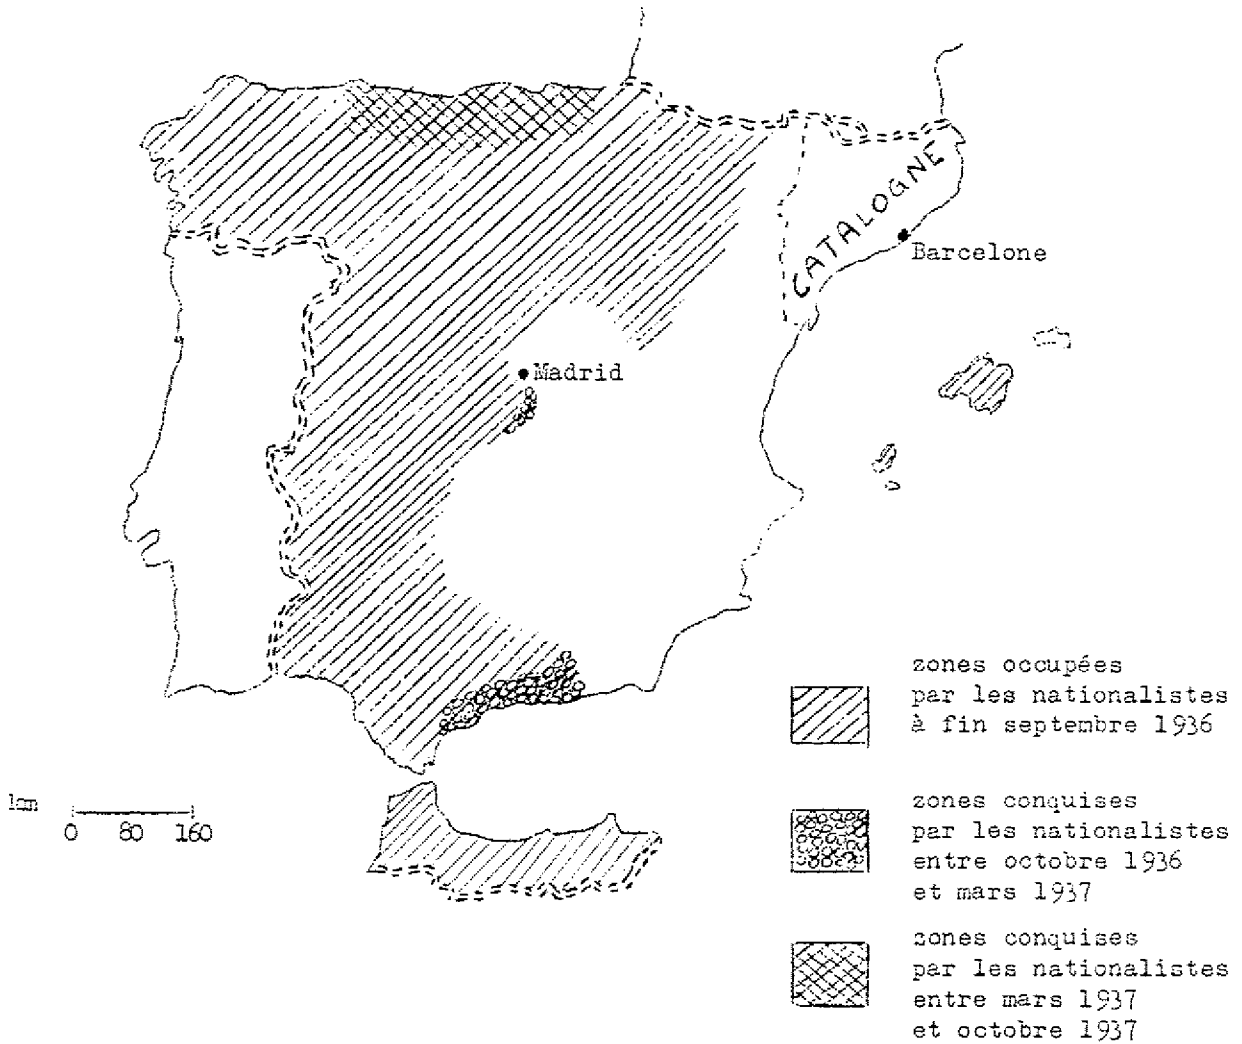 CATALOGNE
Barcelone
Madrid
zones occupées
par les nationalistes
à fin septembre 1936
km
0 80 160
zones conquises
par les nationalistes
entre octobre 1936
et mars 1937
zones conquises
par les nationalistes
entre mars 1937
et octobre 1937